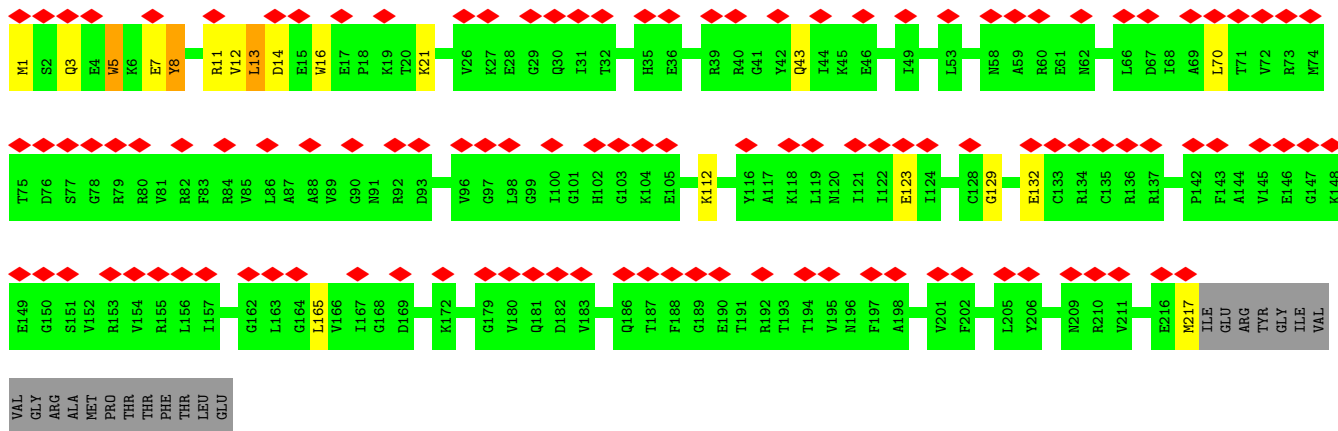 M1 S2 Q3 E4 W5 K6 E7 Y8 R11 V12 L13 D14 E15 W16 E17 P18 K19 T20 K21 V26 K27 E28 G29 Q30 I31 T32 H35 E36 R39 R40 G41 Y42 Q43 I44 K45 E46 I49 L53 N58 A59 R60 E61 N62 L66 D67 I68 A69 L70 T71 V72 R73 M74
T75 D76 S77 G78 R79 R80 V81 R82 F83 R84 V85 L86 A87 A88 V89 G90 N91 R92 D93 V96 G97 L98 G99 I100 G101 H102 G103 K104 E105 K112 Y116 A117 K118 L119 N120 I121 I122 E123 I124 C128 G129 E132 C133 R134 C135 R136 R137 P142 F143 A144 V145 E146 G147 K148
E149 G150 S151 V152 R153 V154 R155 L156 I157 G162 L163 G164 L165 V166 I167 G168 D169 K172 G179 V180 Q181 D182 V183 Q186 T187 F188 G189 E190 T191 R192 T193 T194 V195 N196 F197 A198 V201 F202 L205 Y206 N209 R210 V211 E216 M217 ILE GLU ARG TYR GLY ILE VAL
VAL GLY ARG ALA MET PRO THR THR PHE THR LEU GLU